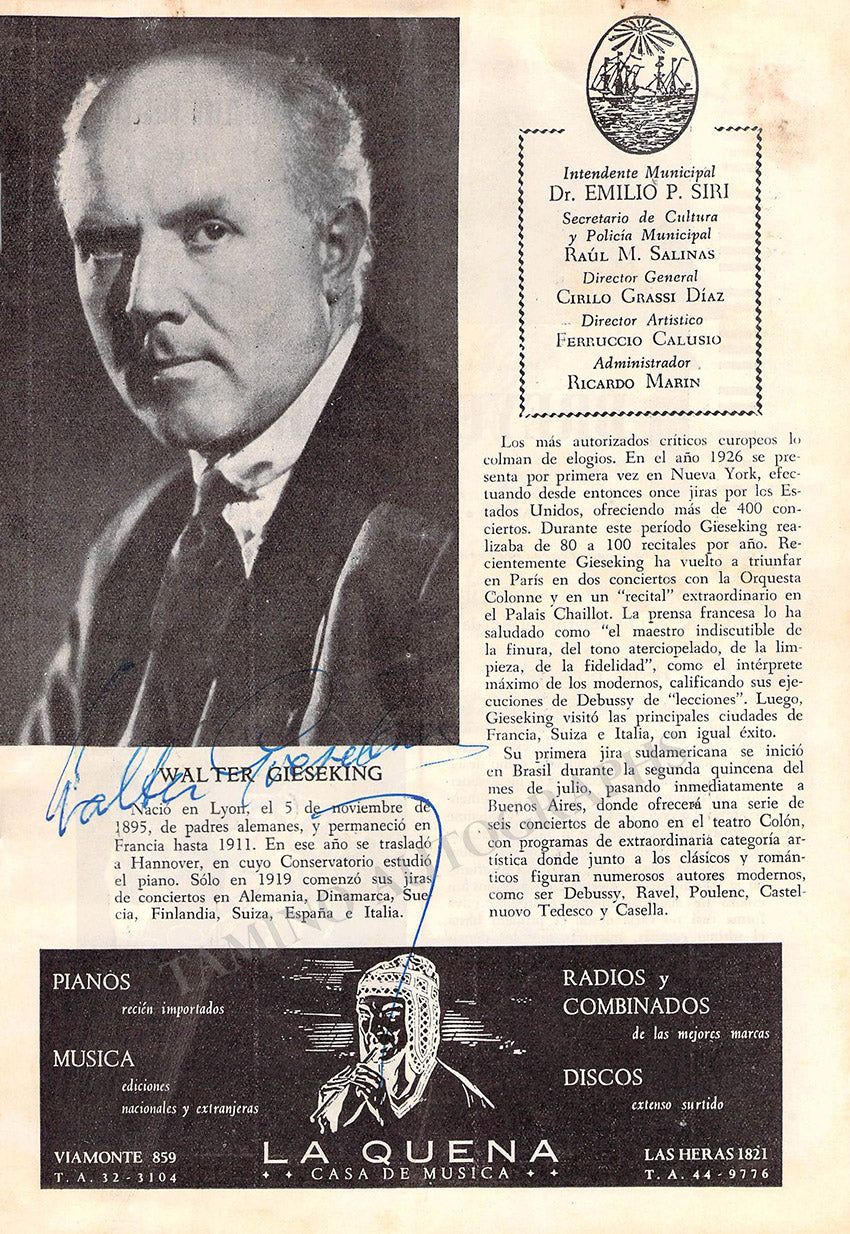 Intendente Municipal
Dr. EMILIO P. SIRI
Secretario de Cultura
y Policía Municipal
RAÚL M. SALINAS
Director General
CIRILO GRASSI DÍAZ
Director Artístico
FERRUCCIO CALUSIO
Administrador
RICARDO MARIN
Walter Gieseking
WALTER GIESEKING
Nació en Lyon, el 5 de noviembre de
1895, de padres alemanes, y permaneció en
Francia hasta 1911. En ese año se trasladó
a Hannover, en cuyo Conservatorio estudió
el piano. Sólo en 1919 comenzó sus jiras
de conciertos en Alemania, Dinamarca, Sue-
cia, Finlandia, Suiza, España e Italia.
Los más autorizados críticos europeos lo
colman de elogios. En el año 1926 se pre-
senta por primera vez en Nueva York, efec-
tuando desde entonces once jiras por los Es-
tados Unidos, ofreciendo más de 400 con-
ciertos. Durante este período Gieseking rea-
lizaba de 80 a 100 recitales por año. Re-
cientemente Gieseking ha vuelto a triunfar
en París en dos conciertos con la Orquesta
Colonne y en un "recital" extraordinario en
el Palais Chaillot. La prensa francesa lo ha
saludado como "el maestro indiscutible de
la finura, del tono aterciopelado, de la lim-
pieza, de la fidelidad", como el intérprete
máximo de los modernos, calificando sus eje-
cuciones de Debussy de "lecciones". Luego,
Gieseking visitó las principales ciudades de
Francia, Suiza e Italia, con igual éxito.
Su primera jira sudamericana se inició
en Brasil durante la segunda quincena del
mes de julio, pasando inmediatamente a
Buenos Aires, donde ofrecerá una serie de
seis conciertos de abono en el teatro Colón,
con programas de extraordinaria categoría ar-
tística donde junto a los clásicos y román-
ticos figuran numerosos autores modernos,
como ser Debussy, Ravel, Poulenc, Castel-
nuovo Tedesco y Casella.
TAMINO AUTOGRAPHS
PIANOS
recién importados
MUSICA
ediciones
nacionales y extranjeras
VIAMONTE 859
T. A. 32-3104
RADIOS y
COMBINADOS
de las mejores marcas
DISCOS
extenso surtido
LAS HERAS 1821
T. A. 44-9776
LA QUENA
CASA DE MUSICA